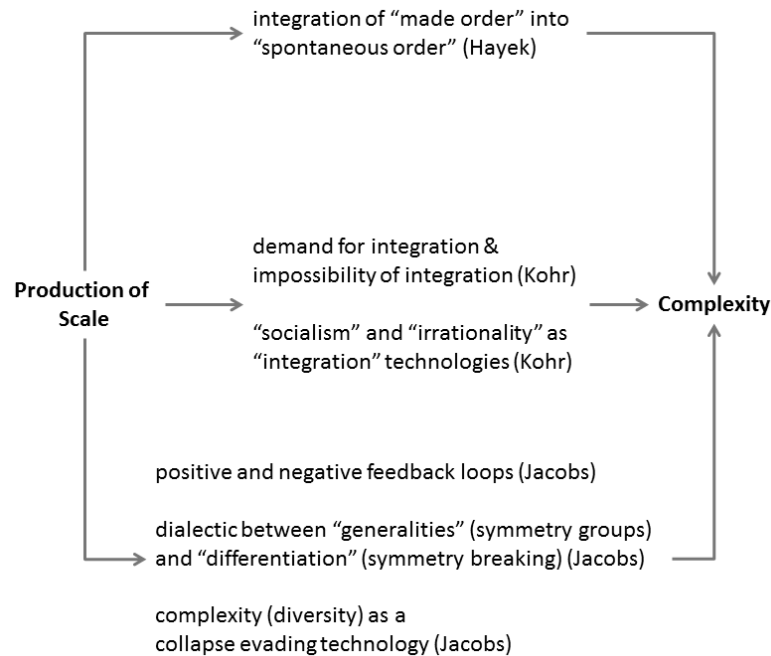 integration of “made order” into
“spontaneous order” (Hayek)
demand for integration &
impossibility of integration (Kohr)
Production of
Scale
Complexity
“socialism” and “irrationality” as
“integration” technologies (Kohr)
positive and negative feedback loops (Jacobs)
dialectic between “generalities” (symmetry groups)
and “differentiation” (symmetry breaking) (Jacobs)
complexity (diversity) as a
collapse evading technology (Jacobs)